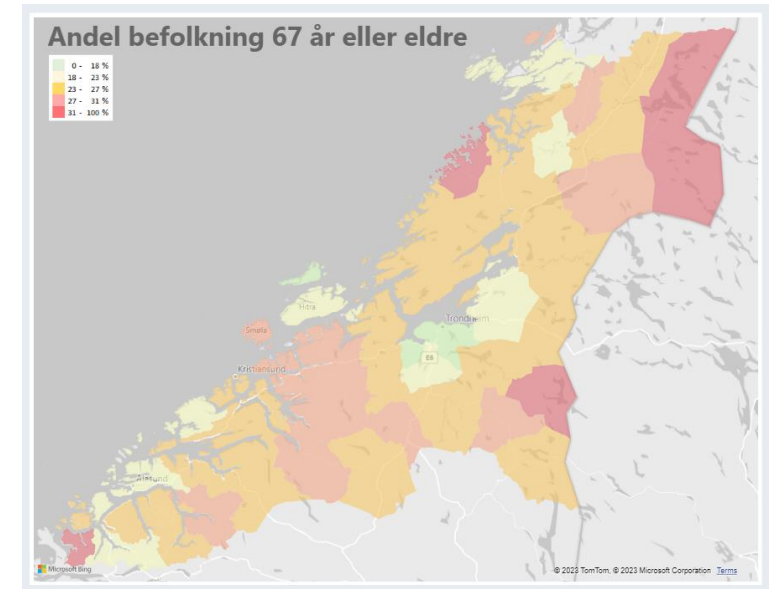 Andel befolkning 67 år eller eldre
0 - 18 %
18 - 23 %
23 - 27 %
27 - 31 %
31 - 100 %
Hitra
Trondheim
Smøla
E6
Kristiansund
Ålesund
Microsoft Bing
© 2023 TomTom, © 2023 Microsoft Corporation Terms